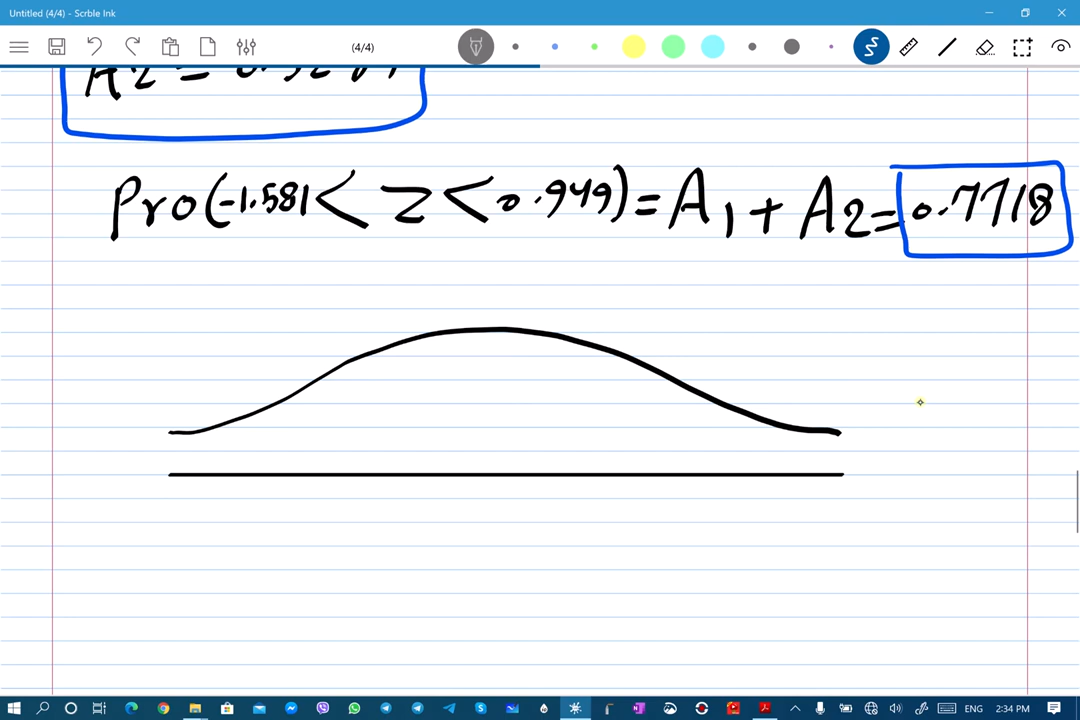 Untitled (4/4) - Scrble Ink
(4/4)
Pro(-1.581 < Z < 0.949) = A1 + A2 = 0.7718
ENG 2:34 PM